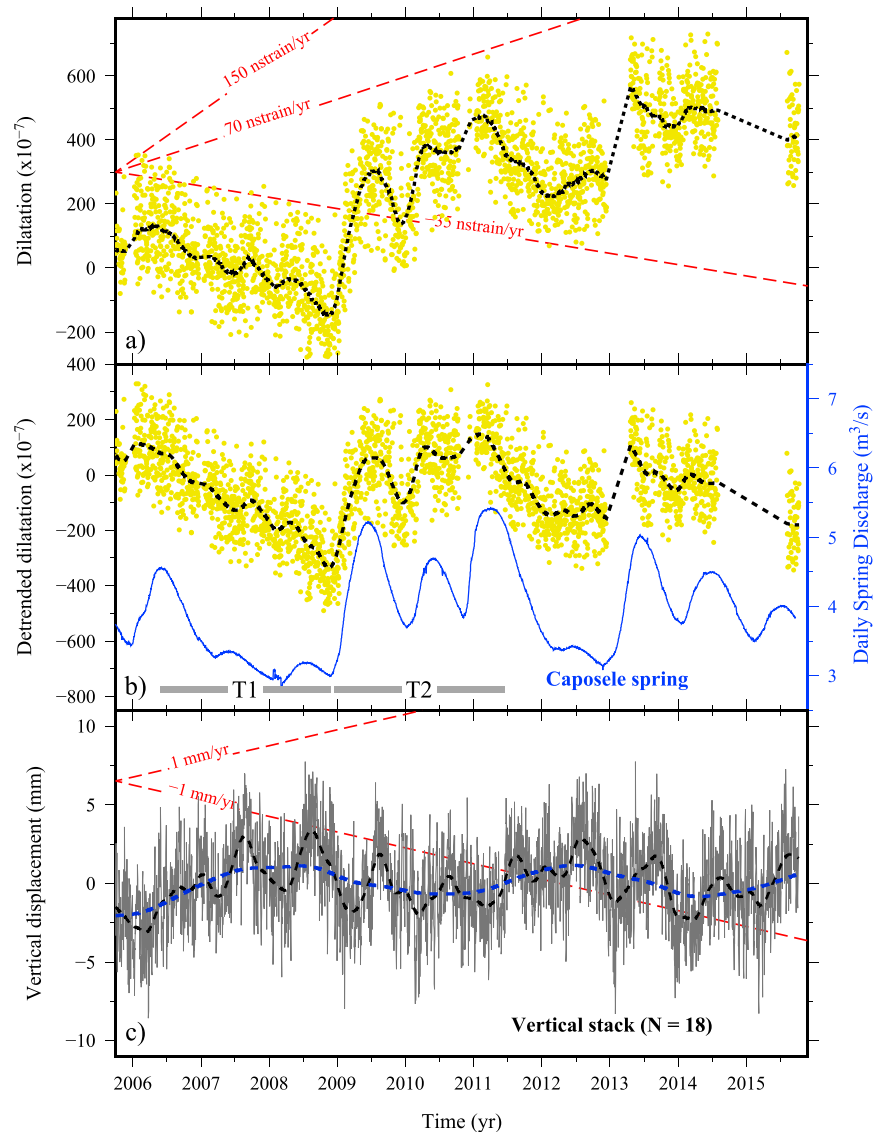 Dilatation (x10⁻⁷)
600
400
200
0
−200
150 nstrain/yr
70 nstrain/yr
−35 nstrain/yr
a)
Detrended dilatation (x10⁻⁷)
400
200
0
−200
−400
−600
−800
Daily Spring Discharge (m³/s)
7
6
5
4
3
b)
T1
T2
Caposele spring
Vertical displacement (mm)
10
5
0
−5
−10
1 mm/yr
−1 mm/yr
c)
Vertical stack (N = 18)
2006 2007 2008 2009 2010 2011 2012 2013 2014 2015
Time (yr)